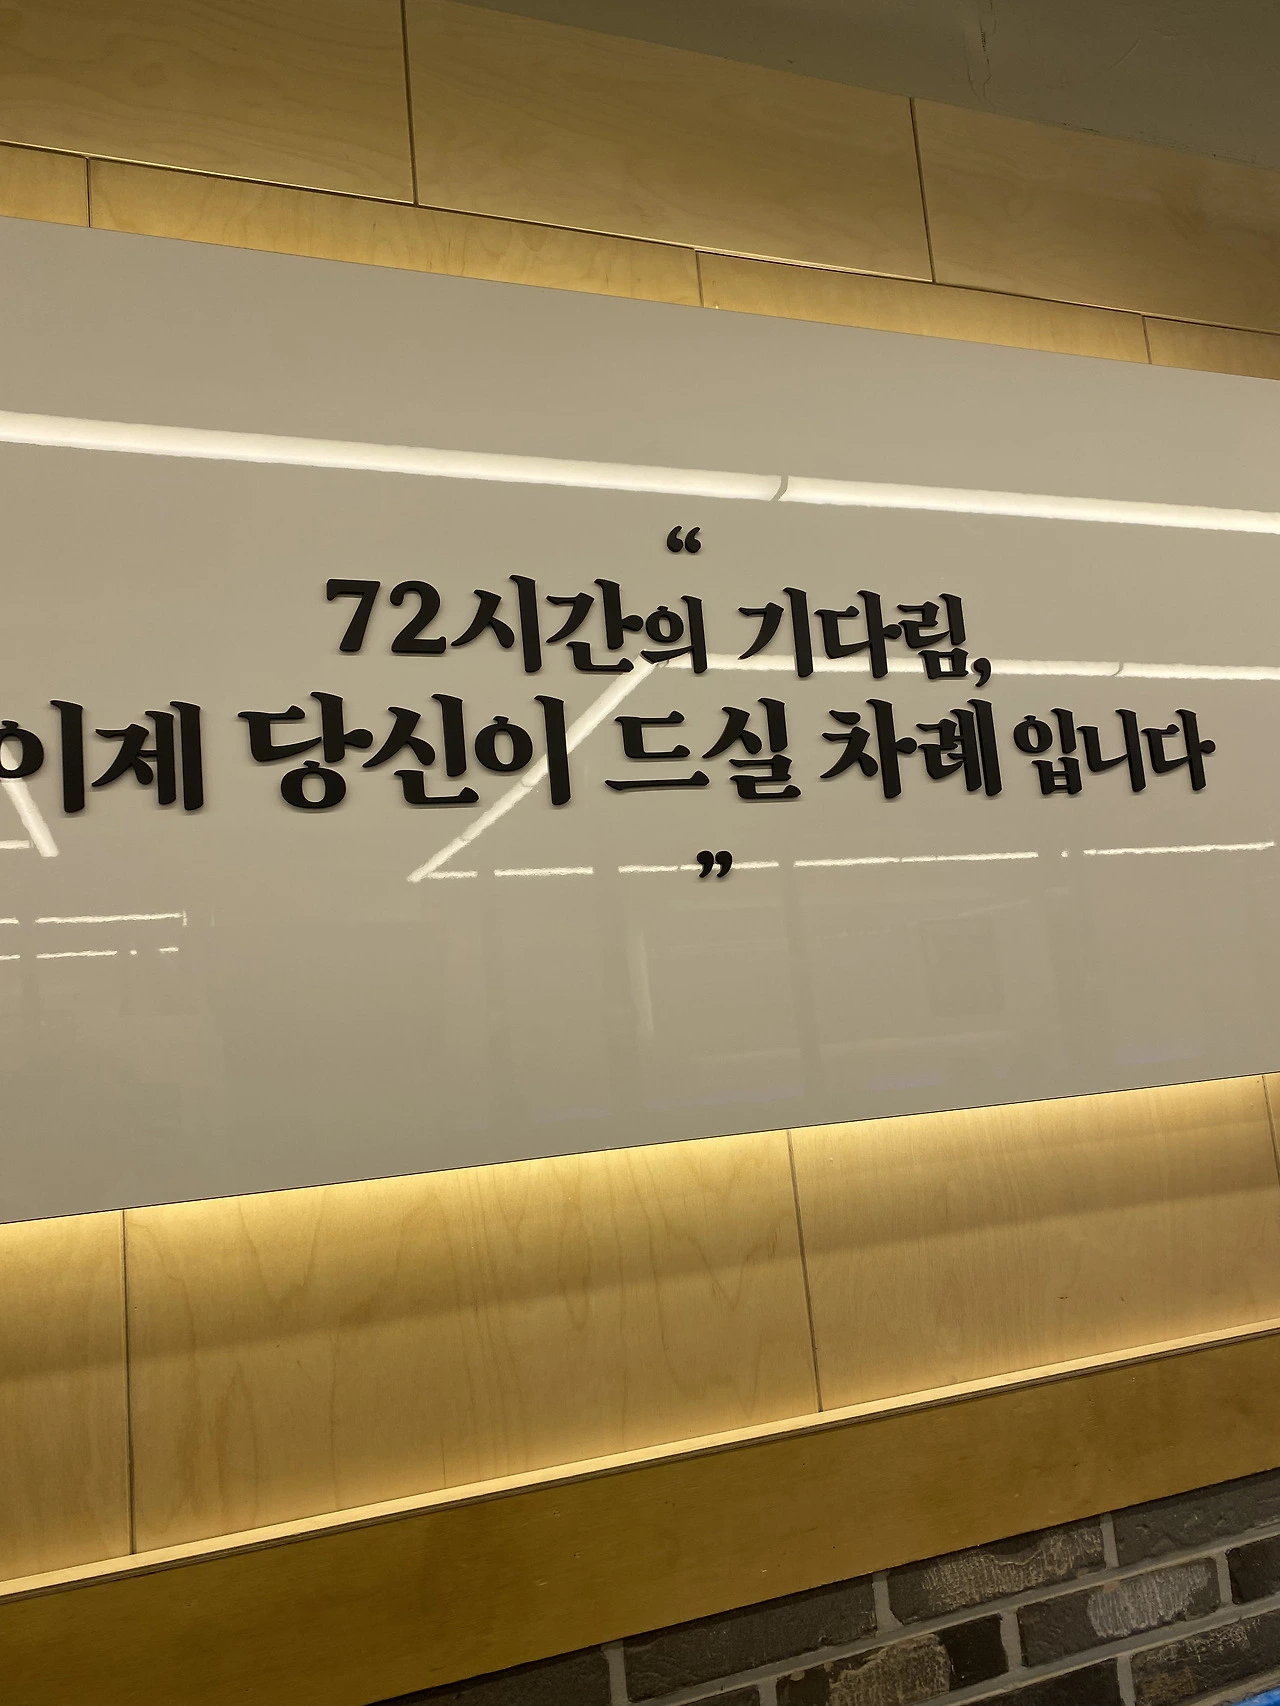 “
72시간의 기다림,
이제 당신이 드실 차례 입니다
”